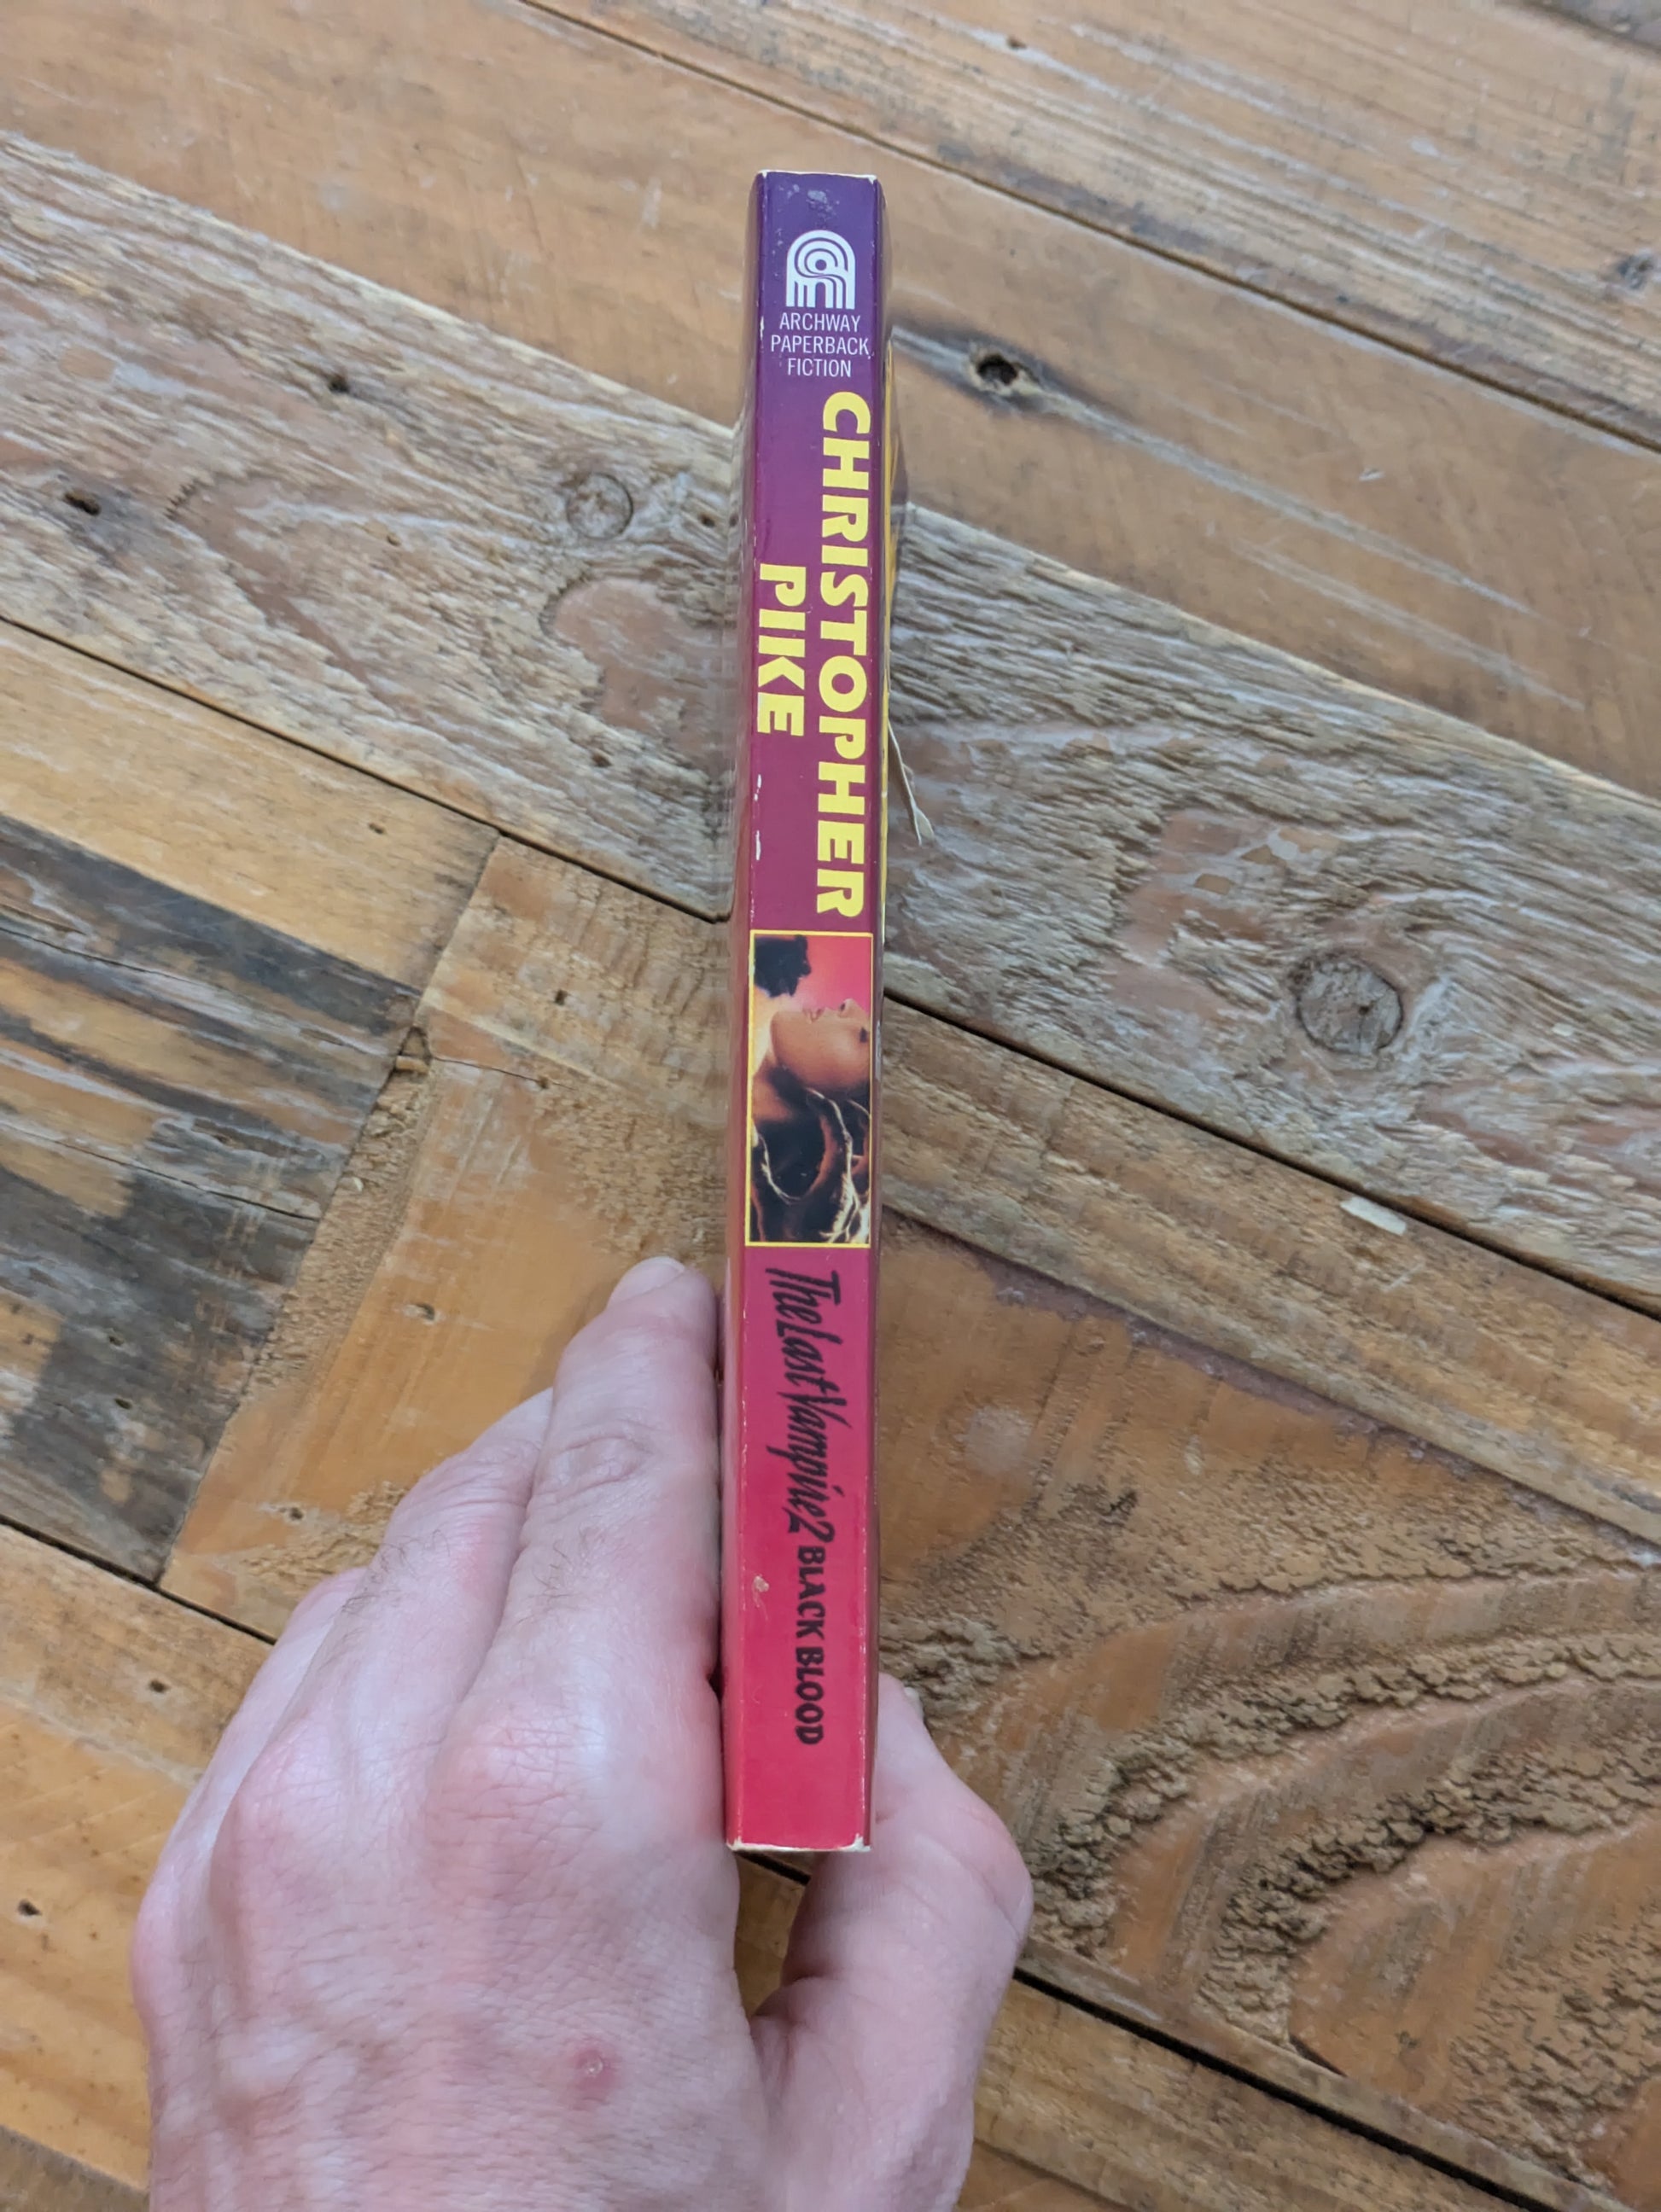 ARCHWAY
PAPERBACK
FICTION
CHRISTOPHER
PIKE
The Last Vampire 2 BLACK BLOOD